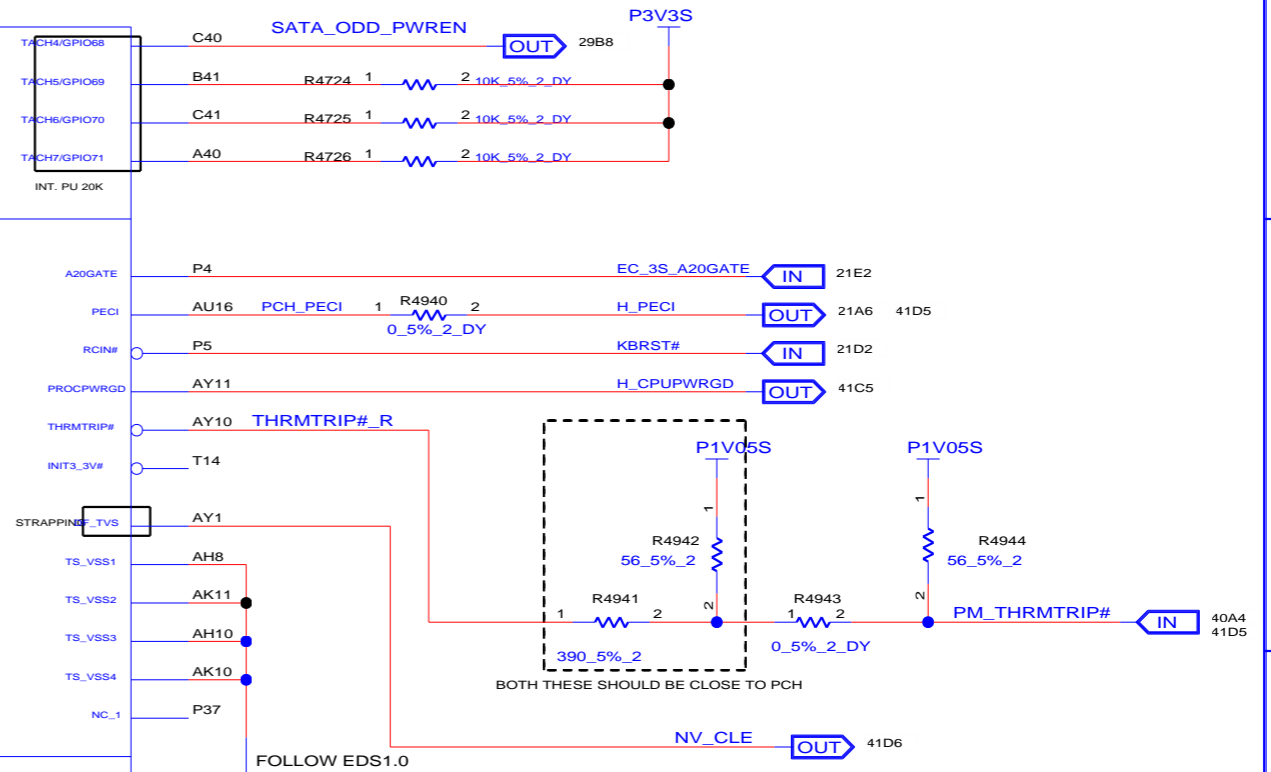 P3V3S
TACH4/GPIO68 C40 SATA_ODD_PWREN OUT 29B8
TACH5/GPIO69 B41 R4724 1 2 10K_5%_2_DY
TACH6/GPIO70 C41 R4725 1 2 10K_5%_2_DY
TACH7/GPIO71 A40 R4726 1 2 10K_5%_2_DY
INT. PU 20K
A20GATE P4 EC_3S_A20GATE IN 21E2
PECI AU16 PCH_PECI 1 R4940 2 H_PECI OUT 21A6 41D5
0_5%_2_DY
RCIN# P5 KBRST# IN 21D2
PROCPWRGD AY11 H_CPUPWRGD OUT 41C5
THRMTRIP# AY10 THRMTRIP#_R
P1V05S P1V05S
INIT3_3V# T14
1 1
STRAPPING _TVS AY1
R4942 R4944
56_5%_2 56_5%_2
TS_VSS1 AH8
2 2
TS_VSS2 AK11
R4941 R4943
1 2 1 2 PM_THRMTRIP# IN 40A4
41D5
TS_VSS3 AH10
390_5%_2 0_5%_2_DY
TS_VSS4 AK10
BOTH THESE SHOULD BE CLOSE TO PCH
NC_1 P37
NV_CLE OUT 41D6
FOLLOW EDS1.0